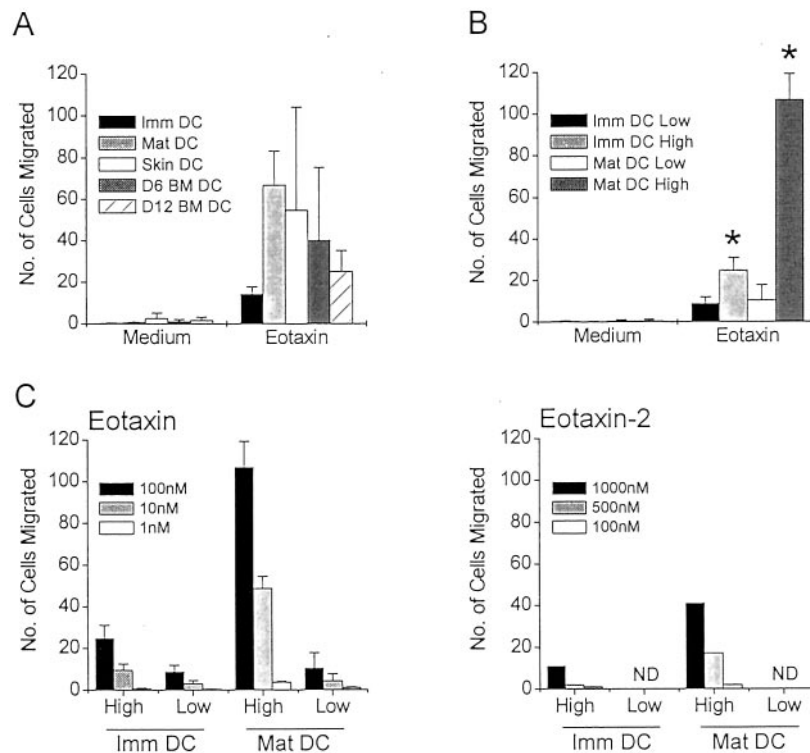 A
No. of Cells Migrated
120
100
80
60
40
20
0
Imm DC
Mat DC
Skin DC
D6 BM DC
D12 BM DC
Medium
Eotaxin
B
No. of Cells Migrated
120
100
80
60
40
20
0
Imm DC Low
Imm DC High
Mat DC Low
Mat DC High
*
*
Medium
Eotaxin
C
Eotaxin
No. of Cells Migrated
120
100
80
60
40
20
0
100nM
10nM
1nM
High Low High Low
Imm DC Mat DC
Eotaxin-2
No. of Cells Migrated
120
100
80
60
40
20
0
1000nM
500nM
100nM
ND ND
High Low High Low
Imm DC Mat DC